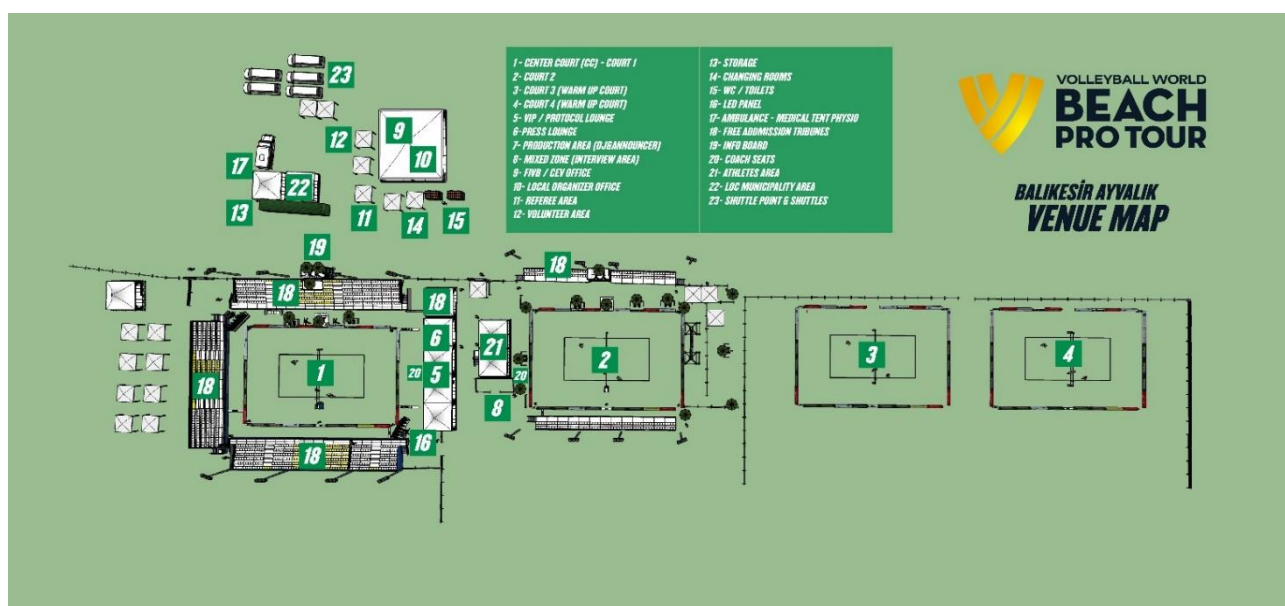 1- CENTER COURT (CC) - COURT 1
2- COURT 2
3- COURT 3 (WARM UP COURT)
4- COURT 4 (WARM UP COURT)
5- VIP / PROTOCOL LOUNGE
6-PRESS LOUNGE
7- PRODUCTION AREA (DJ&ANNOUNCER)
8- MIXED ZONE (INTERVIEW AREA)
9- FIVB / CEV OFFICE
10- LOCAL ORGANIZER OFFICE
11- REFEREE AREA
12- VOLUNTEER AREA
13- STORAGE
14- CHANGING ROOMS
15- WC / TOILETS
16- LED PANEL
17- AMBULANCE - MEDICAL TENT PHYSIO
18- FREE ADDMISSION TRIBUNES
19- INFO BOARD
20- COACH SEATS
21- ATHLETES AREA
22- LOC MUNICIPALITY AREA
23- SHUTTLE POINT & SHUTTLES
VOLLEYBALL WORLD
BEACH
PRO TOUR
BALIKESİR AYVALIK
VENUE MAP
23
12
9
10
17
22
13
11
14
15
19
18
18
18
6
21
1
20
5
20
2
3
4
18
8
16
18